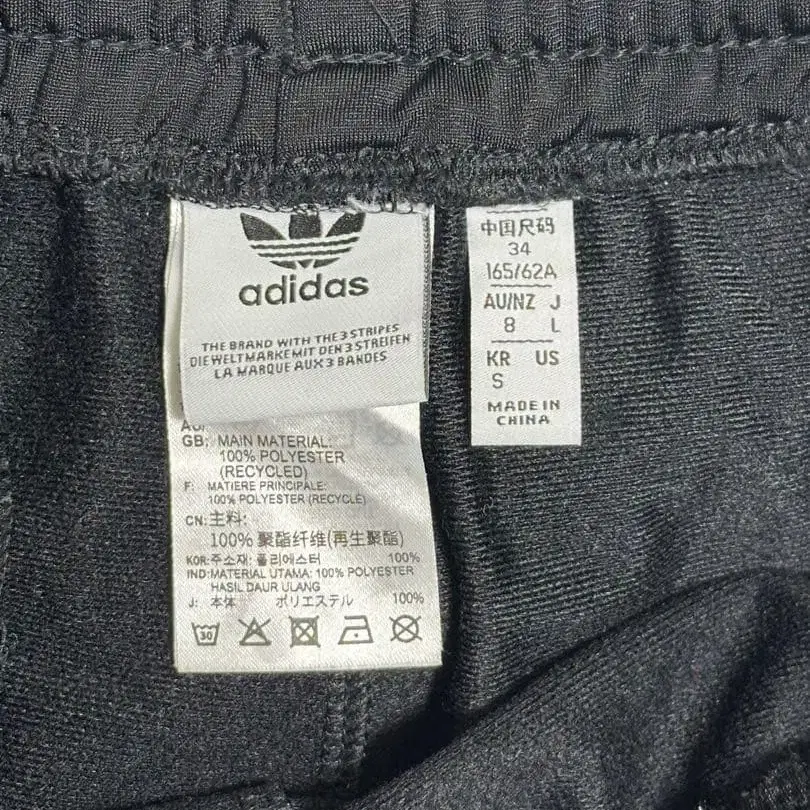 adidas
THE BRAND WITH THE 3 STRIPES
DIE WELTMARKE MIT DEN 3 STREIFEN
LA MARQUE AUX 3 BANDES
GB: MAIN MATERIAL:
100% POLYESTER
(RECYCLED)
F: MATIERE PRINCIPALE:
100% POLYESTER (RECYCLÉ)
CN: 主料:
100% 聚酯纤维(再生聚酯)
KOR: 주소재: 폴리에스터 100%
IND: MATERIAL UTAMA: 100% POLYESTER
HASIL DAUR ULANG
J: 本体 ポリエステル 100%
30
中国尺码
34
165/62A
AU/NZ J
8 L
KR US
S
MADE IN
CHINA